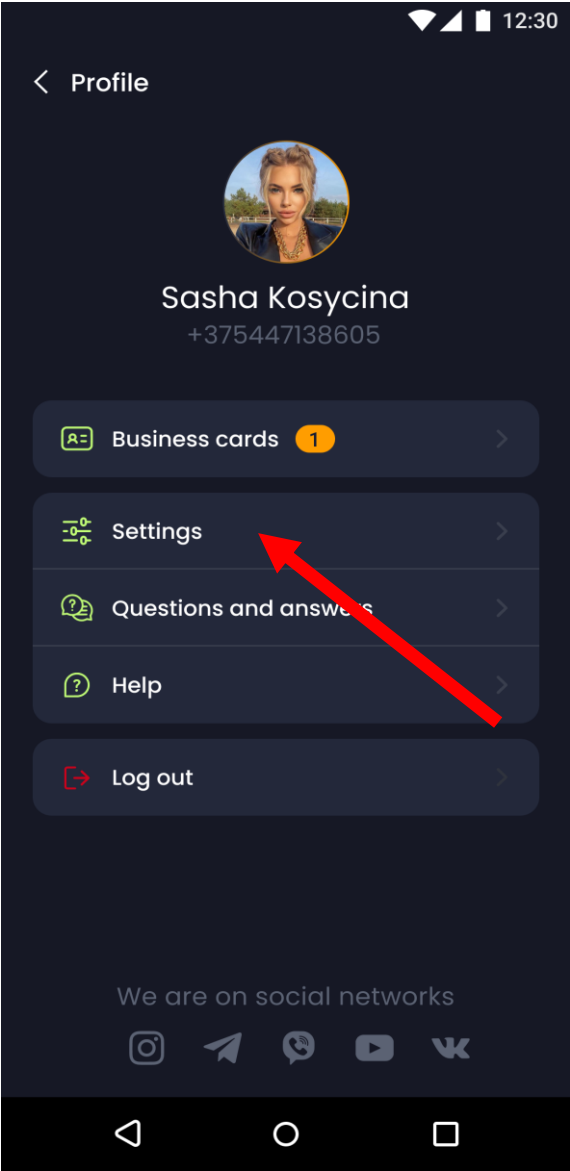 12:30
Profile
Sasha Kosycina
+375447138605
Business cards 1
Settings
Questions and answers
Help
Log out
We are on social networks